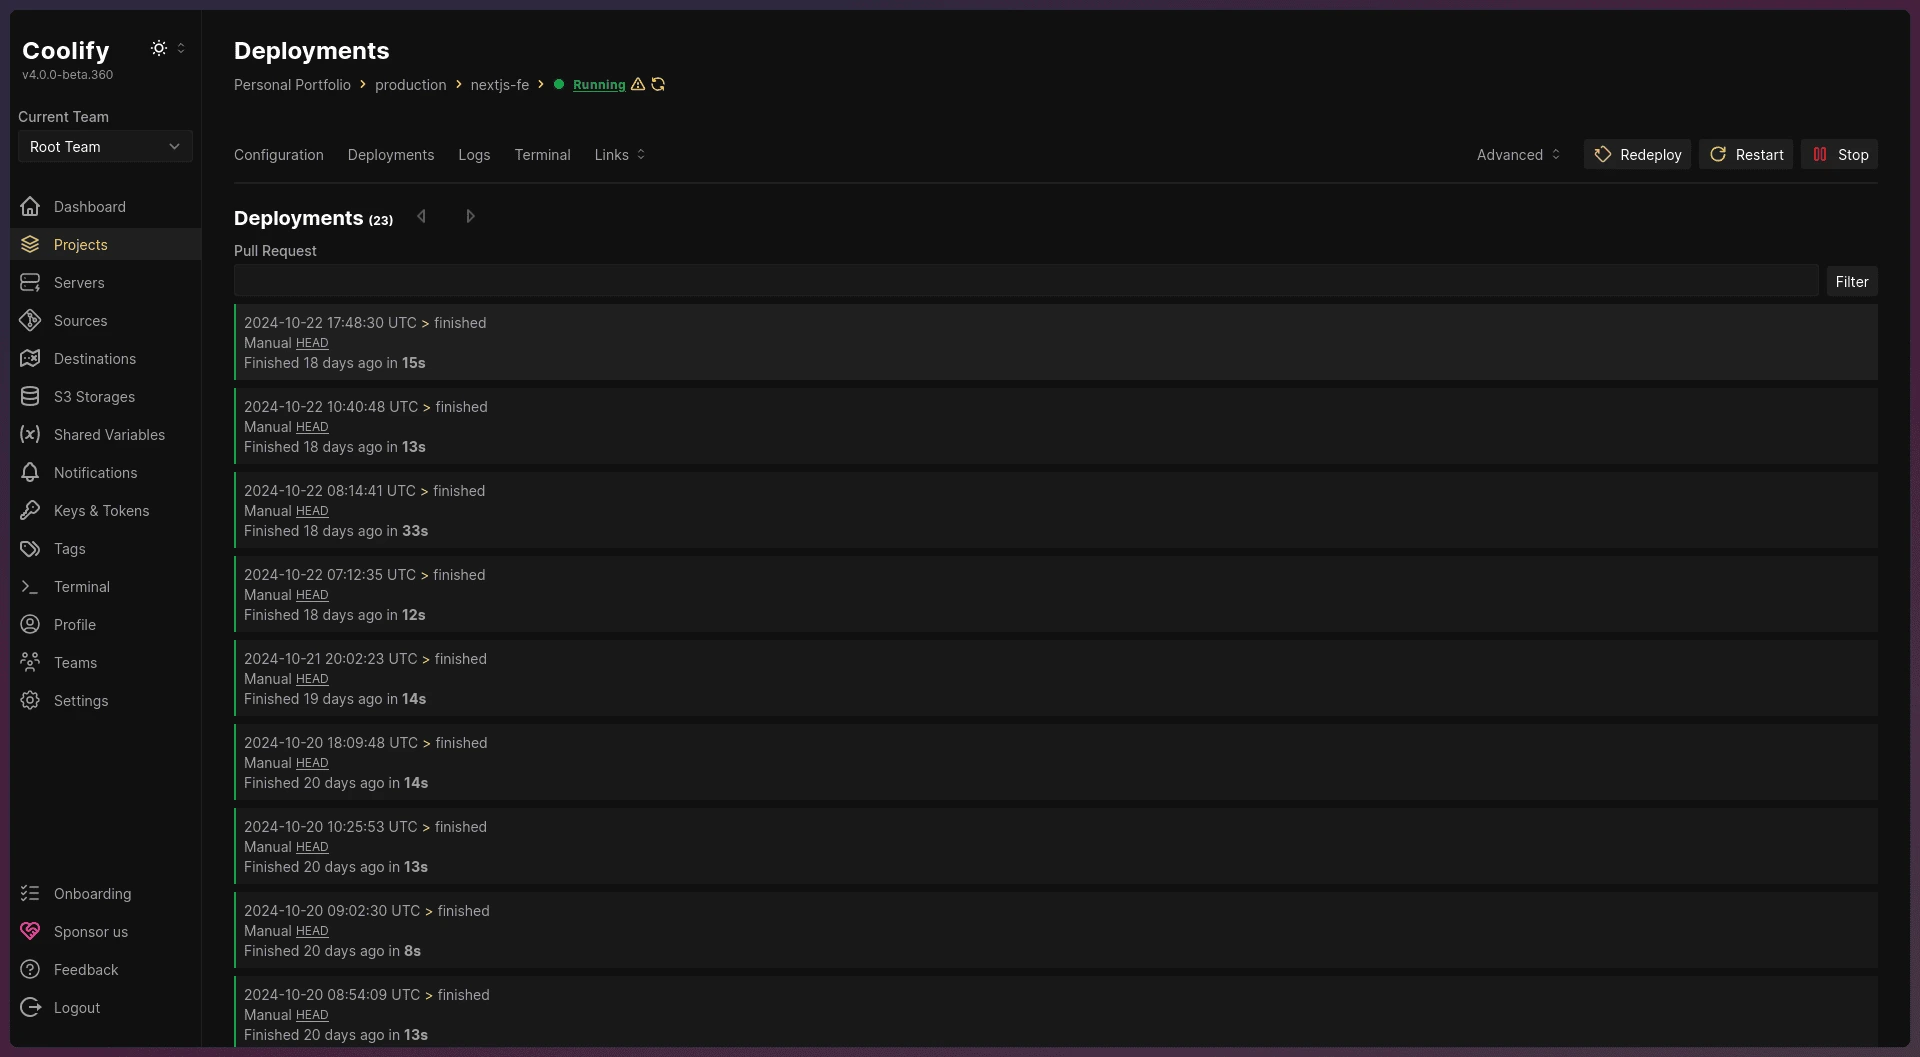 Coolify
v4.0.0-beta.360
Current Team
Root Team
Dashboard
Projects
Servers
Sources
Destinations
S3 Storages
Shared Variables
Notifications
Keys & Tokens
Tags
Terminal
Profile
Teams
Settings
Onboarding
Sponsor us
Feedback
Logout
Deployments
Personal Portfolio > production > nextjs-fe > Running
Configuration Deployments Logs Terminal Links Advanced Redeploy Restart Stop
Deployments (23)
Pull Request
Filter
2024-10-22 17:48:30 UTC > finished
Manual HEAD
Finished 18 days ago in 15s
2024-10-22 10:40:48 UTC > finished
Manual HEAD
Finished 18 days ago in 13s
2024-10-22 08:14:41 UTC > finished
Manual HEAD
Finished 18 days ago in 33s
2024-10-22 07:12:35 UTC > finished
Manual HEAD
Finished 18 days ago in 12s
2024-10-21 20:02:23 UTC > finished
Manual HEAD
Finished 19 days ago in 14s
2024-10-20 18:09:48 UTC > finished
Manual HEAD
Finished 20 days ago in 14s
2024-10-20 10:25:53 UTC > finished
Manual HEAD
Finished 20 days ago in 13s
2024-10-20 09:02:30 UTC > finished
Manual HEAD
Finished 20 days ago in 8s
2024-10-20 08:54:09 UTC > finished
Manual HEAD
Finished 20 days ago in 13s